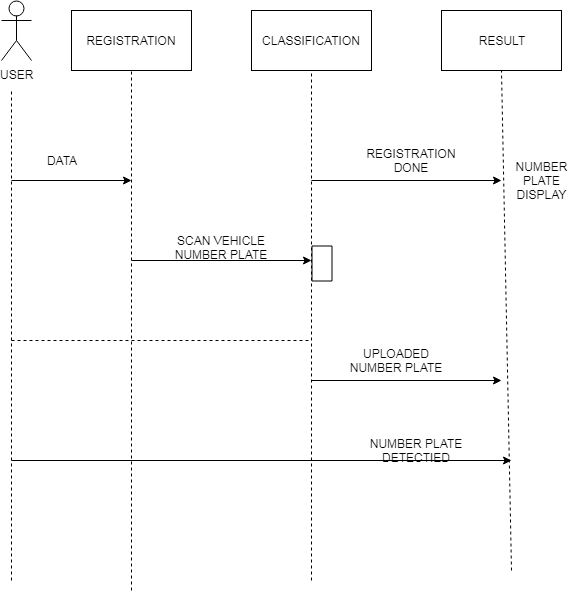 REGISTRATION
CLASSIFICATION
RESULT
USER
DATA
REGISTRATION
DONE
NUMBER
PLATE
DISPLAY
SCAN VEHICLE
NUMBER PLATE
UPLOADED
NUMBER PLATE
NUMBER PLATE
DETECTIED